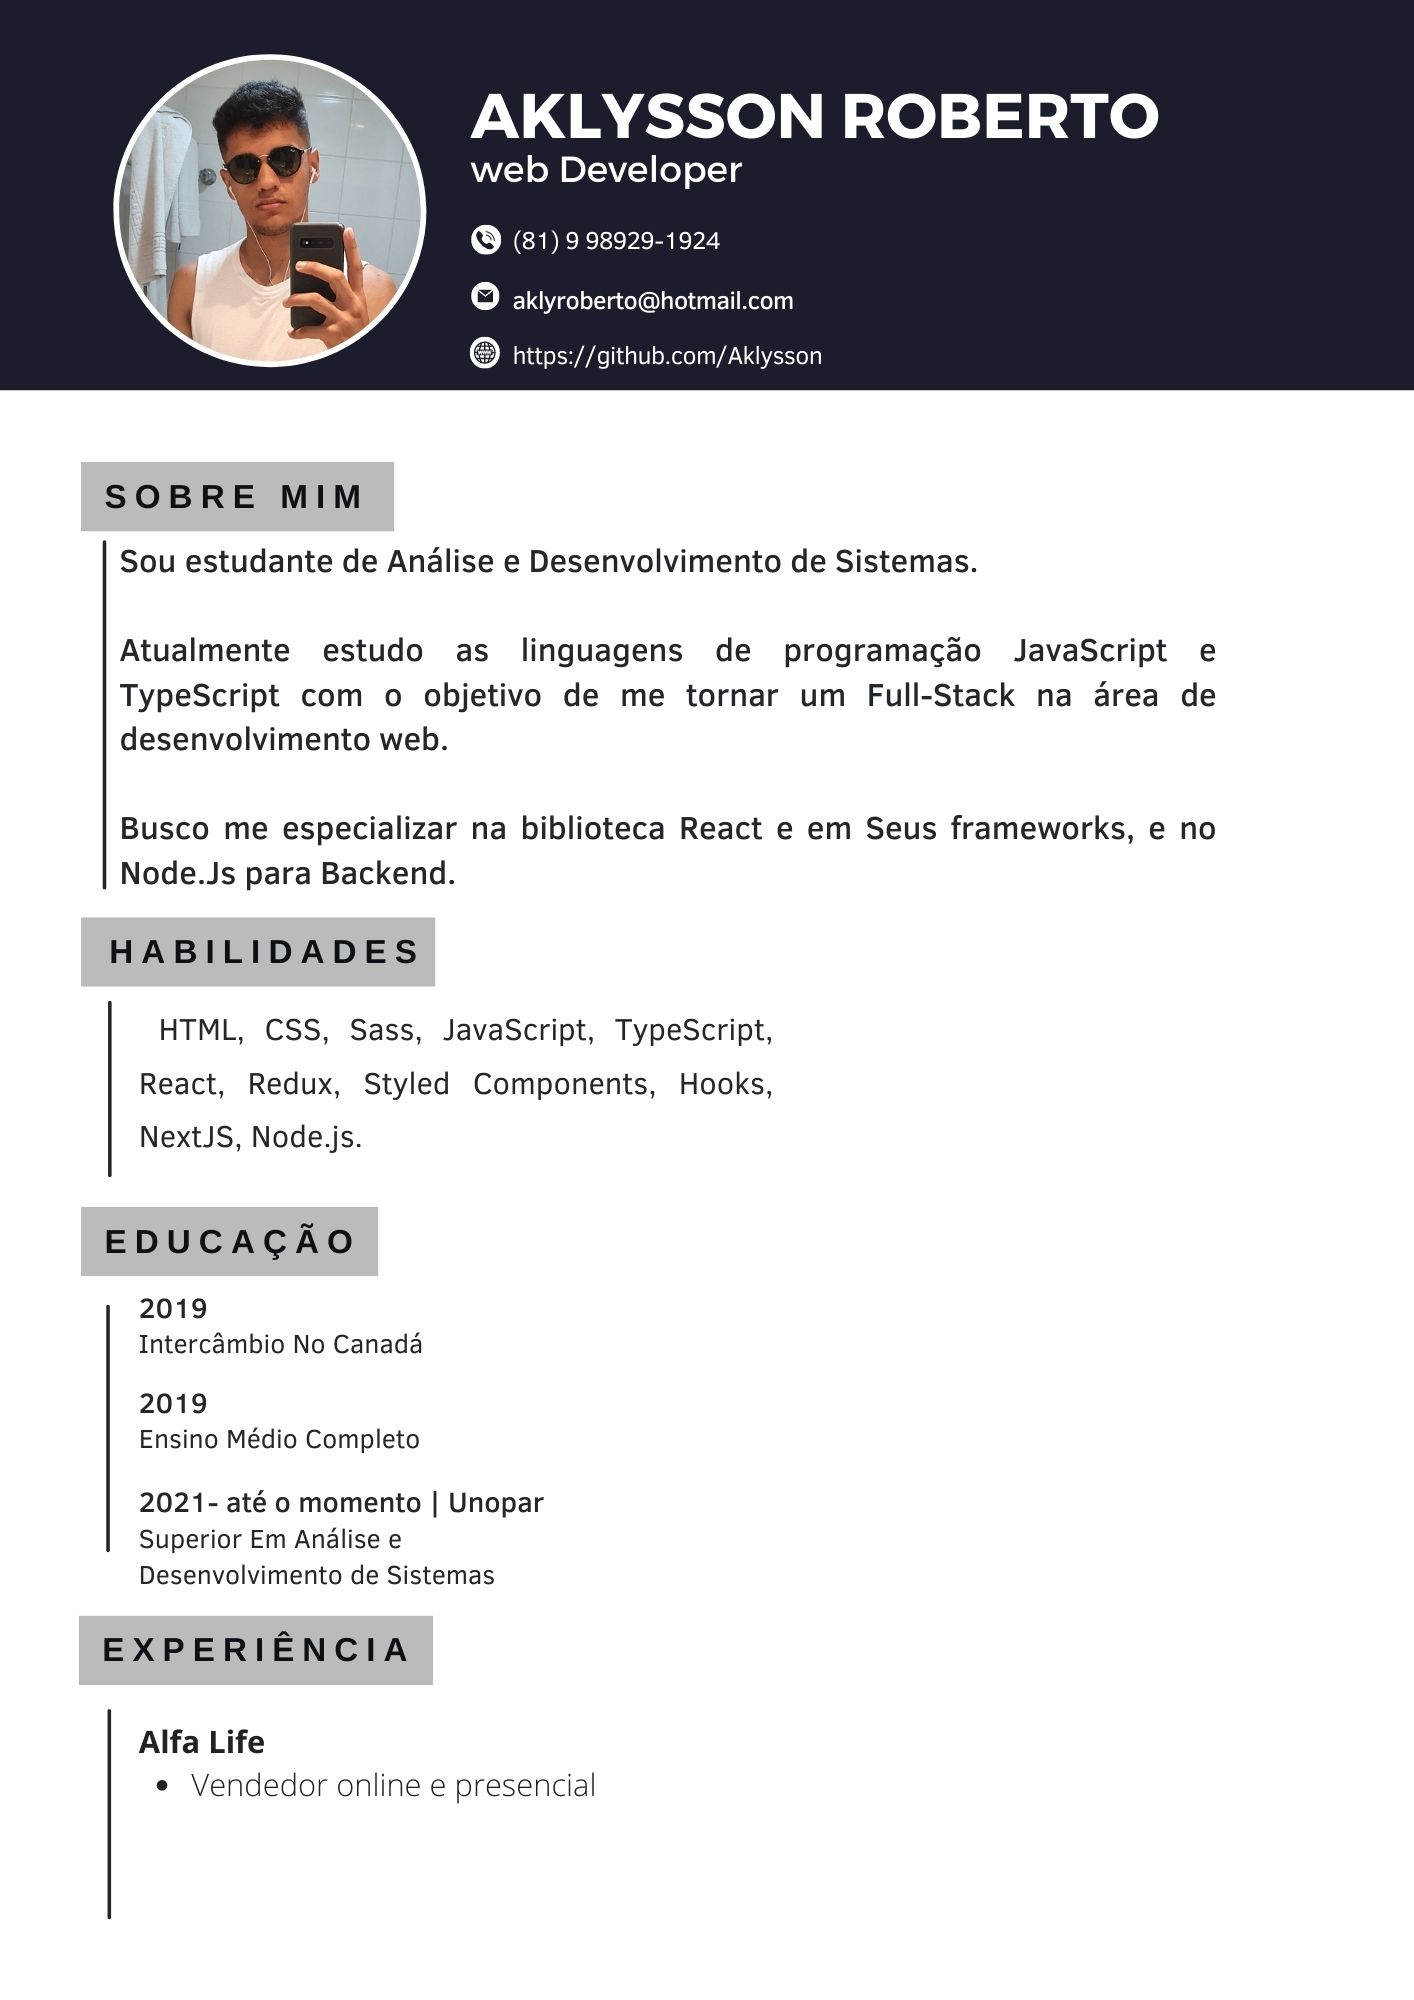 AKLYSSON ROBERTO
web Developer
(81) 9 98929-1924
aklyroberto@hotmail.com
https://github.com/Aklysson
SOBRE MIM
Sou estudante de Análise e Desenvolvimento de Sistemas.
Atualmente estudo as linguagens de programação JavaScript e
TypeScript com o objetivo de me tornar um Full-Stack na área de
desenvolvimento web.
Busco me especializar na biblioteca React e em Seus frameworks, e no
Node.Js para Backend.
HABILIDADES
HTML, CSS, Sass, JavaScript, TypeScript,
React, Redux, Styled Components, Hooks,
NextJS, Node.js.
EDUCAÇÃO
2019
Intercâmbio No Canadá
2019
Ensino Médio Completo
2021- até o momento | Unopar
Superior Em Análise e
Desenvolvimento de Sistemas
EXPERIÊNCIA
Alfa Life
• Vendedor online e presencial